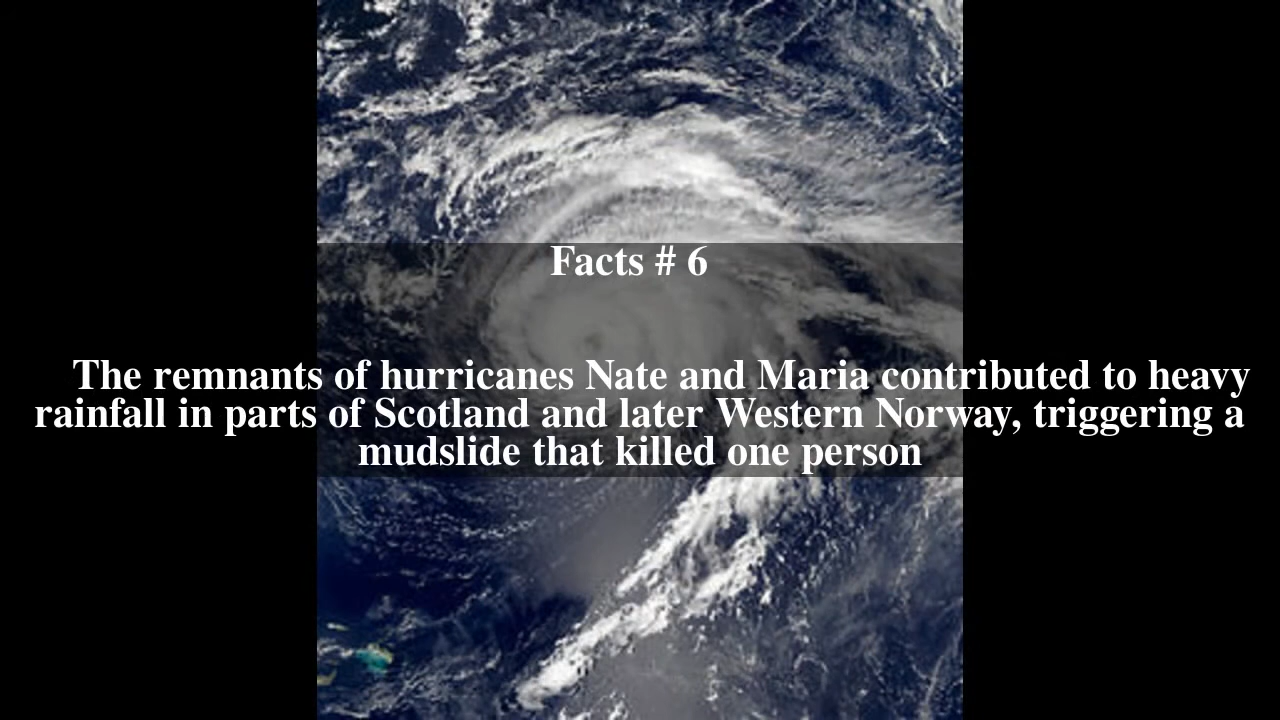 Facts # 6
The remnants of hurricanes Nate and Maria contributed to heavy
rainfall in parts of Scotland and later Western Norway, triggering a
mudslide that killed one person